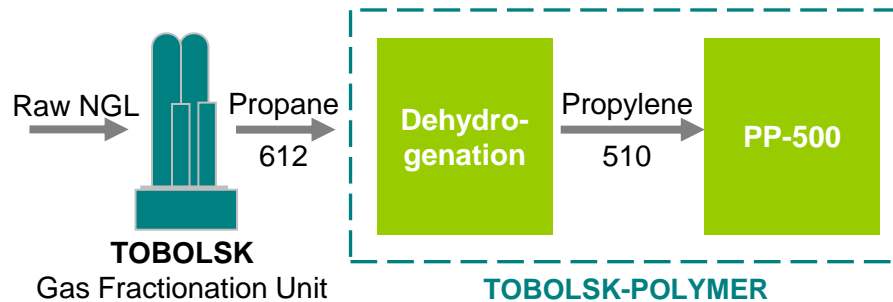 Raw NGL
Propane
612
Dehydro-
genation
Propylene
510
PP-500
TOBOLSK
Gas Fractionation Unit
TOBOLSK-POLYMER